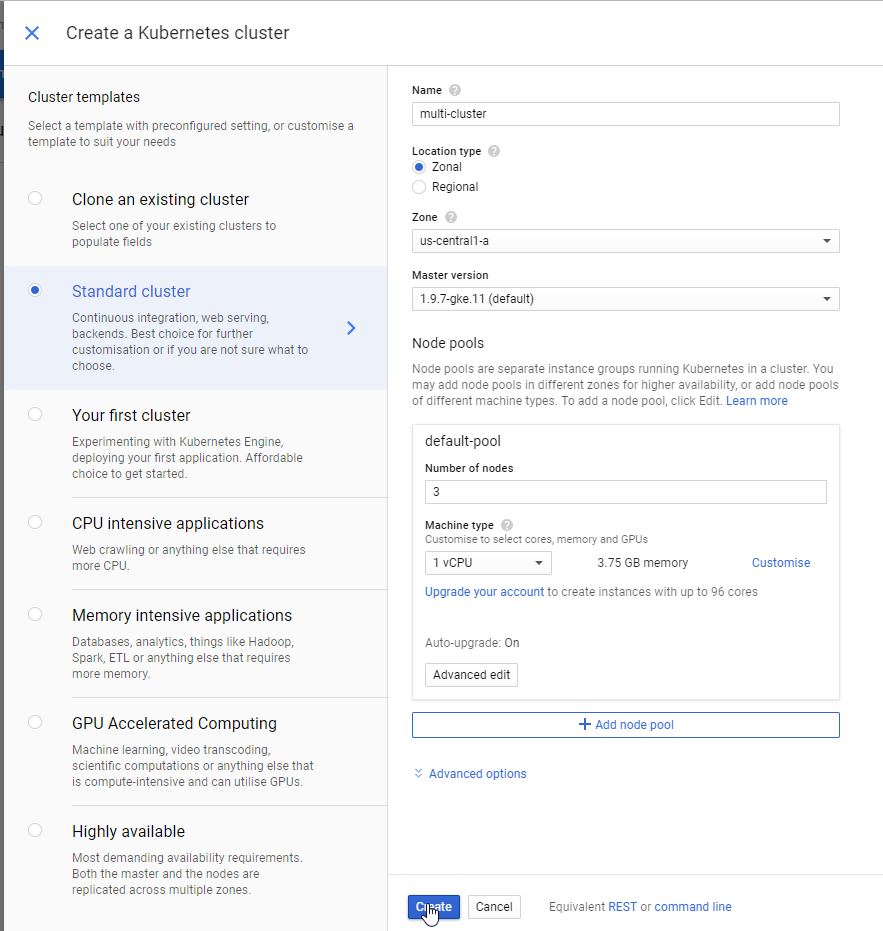 Create a Kubernetes cluster
Cluster templates
Select a template with preconfigured setting, or customise a
template to suit your needs
Clone an existing cluster
Select one of your existing clusters to
populate fields
Standard cluster
Continuous integration, web serving,
backends. Best choice for further
customisation or if you are not sure what to
choose.
Your first cluster
Experimenting with Kubernetes Engine,
deploying your first application. Affordable
choice to get started.
CPU intensive applications
Web crawling or anything else that requires
more CPU.
Memory intensive applications
Databases, analytics, things like Hadoop,
Spark, ETL or anything else that requires
more memory.
GPU Accelerated Computing
Machine learning, video transcoding,
scientific computations or anything else that
is compute-intensive and can utilise GPUs.
Highly available
Most demanding availability requirements.
Both the master and the nodes are
replicated across multiple zones.
Name ?
multi-cluster
Location type ?
Zonal
Regional
Zone ?
us-central1-a
Master version
1.9.7-gke.11 (default)
Node pools
Node pools are separate instance groups running Kubernetes in a cluster. You
may add node pools in different zones for higher availability, or add node pools
of different machine types. To add a node pool, click Edit. Learn more
default-pool
Number of nodes
3
Machine type ?
Customise to select cores, memory and GPUs
1 vCPU 3.75 GB memory Customise
Upgrade your account to create instances with up to 96 cores
Auto-upgrade: On
Advanced edit
+ Add node pool
Advanced options
Create Cancel Equivalent REST or command line